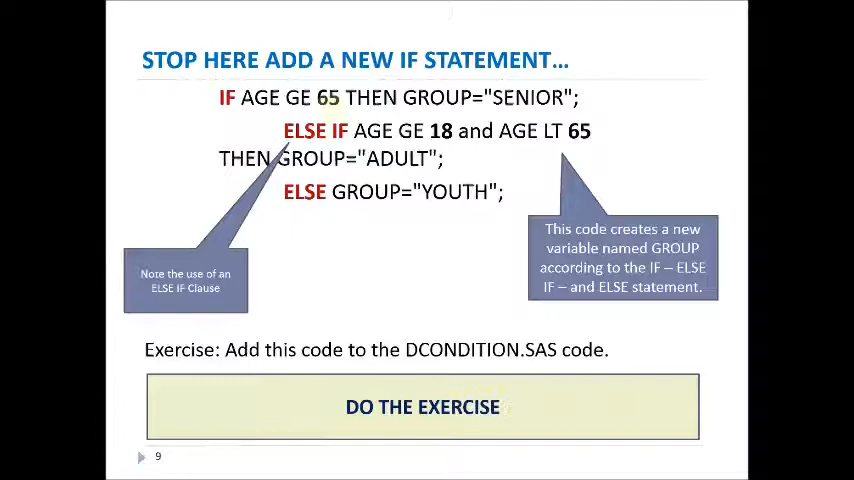 STOP HERE ADD A NEW IF STATEMENT…
IF AGE GE 65 THEN GROUP="SENIOR";
ELSE IF AGE GE 18 and AGE LT 65
THEN GROUP="ADULT";
ELSE GROUP="YOUTH";
Note the use of an
ELSE IF Clause
This code creates a new
variable named GROUP
according to the IF – ELSE
IF – and ELSE statement.
Exercise: Add this code to the DCONDITION.SAS code.
DO THE EXERCISE
9